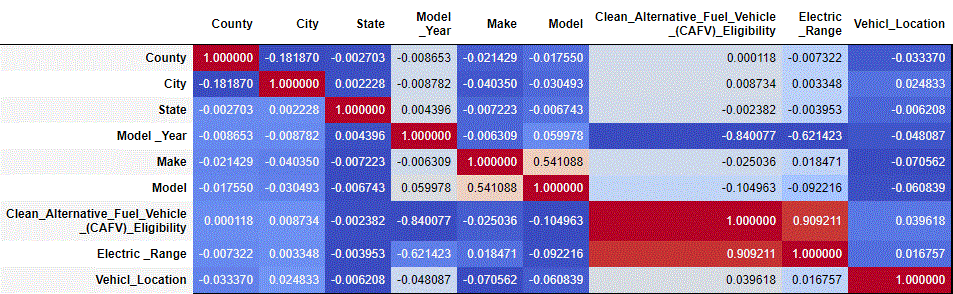 County City State Model _Year Make Model Clean_Alternative_Fuel_Vehicle _(CAFV)_Eligibility Electric _Range Vehicl_Location
County 1.000000 -0.181870 -0.002703 -0.008653 -0.021429 -0.017550 0.000118 -0.007322 -0.033370
City -0.181870 1.000000 0.002228 -0.008782 -0.040350 -0.030493 0.008734 0.003348 0.024833
State -0.002703 0.002228 1.000000 0.004396 -0.007223 -0.006743 -0.002382 -0.003953 -0.006208
Model _Year -0.008653 -0.008782 0.004396 1.000000 -0.006309 0.059978 -0.840077 -0.621423 -0.048087
Make -0.021429 -0.040350 -0.007223 -0.006309 1.000000 0.541088 -0.025036 0.018471 -0.070562
Model -0.017550 -0.030493 -0.006743 0.059978 0.541088 1.000000 -0.104963 -0.092216 -0.060839
Clean_Alternative_Fuel_Vehicle _(CAFV)_Eligibility 0.000118 0.008734 -0.002382 -0.840077 -0.025036 -0.104963 1.000000 0.909211 0.039618
Electric _Range -0.007322 0.003348 -0.003953 -0.621423 0.018471 -0.092216 0.909211 1.000000 0.016757
Vehicl_Location -0.033370 0.024833 -0.006208 -0.048087 -0.070562 -0.060839 0.039618 0.016757 1.000000